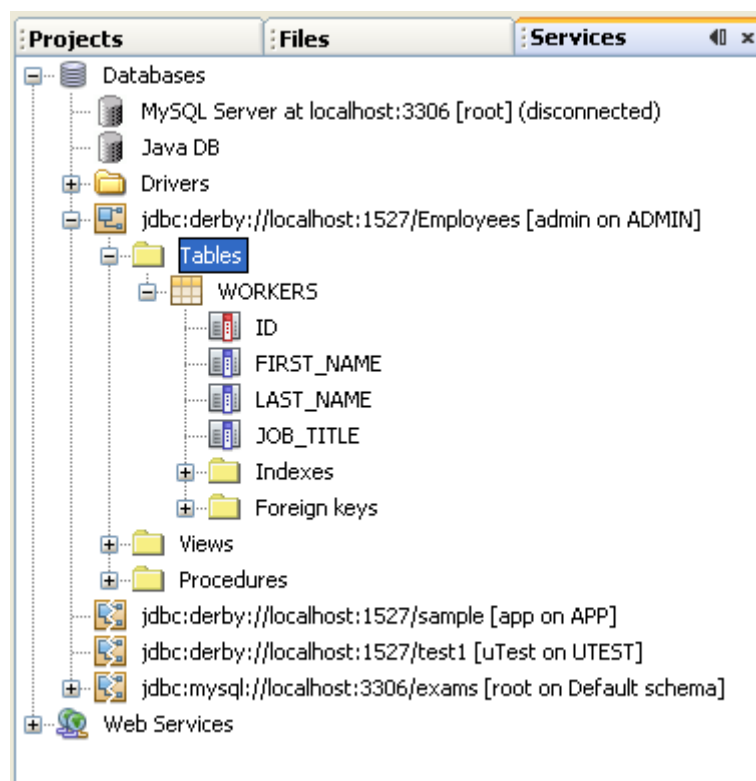 Projects Files Services
Databases
MySQL Server at localhost:3306 [root] (disconnected)
Java DB
Drivers
jdbc:derby://localhost:1527/Employees [admin on ADMIN]
Tables
WORKERS
ID
FIRST_NAME
LAST_NAME
JOB_TITLE
Indexes
Foreign keys
Views
Procedures
jdbc:derby://localhost:1527/sample [app on APP]
jdbc:derby://localhost:1527/test1 [uTest on UTEST]
jdbc:mysql://localhost:3306/exams [root on Default schema]
Web Services